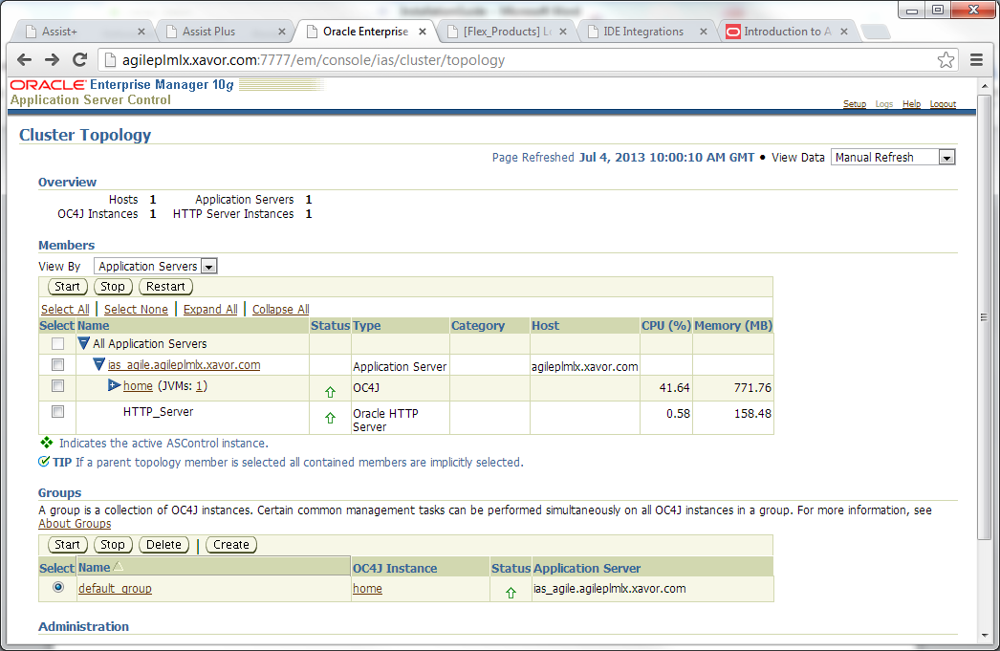 Assist+
Assist Plus
Oracle Enterprise
[Flex_Products] L
IDE Integrations
Introduction to A
agileplmlx.xavor.com:7777/em/console/ias/cluster/topology
ORACLE Enterprise Manager 10g
Application Server Control
Setup Logs Help Logout
Cluster Topology
Page Refreshed Jul 4, 2013 10:00:10 AM GMT • View Data Manual Refresh
Overview
Hosts 1 Application Servers 1
OC4J Instances 1 HTTP Server Instances 1
Members
View By Application Servers
Start Stop Restart
Select All | Select None | Expand All | Collapse All
Select Name Status Type Category Host CPU (%) Memory (MB)
All Application Servers
ias_agile.agileplmlx.xavor.com Application Server agileplmlx.xavor.com
home (JVMs: 1) OC4J 41.64 771.76
HTTP_Server Oracle HTTP Server 0.58 158.48
Indicates the active ASControl instance.
TIP If a parent topology member is selected all contained members are implicitly selected.
Groups
A group is a collection of OC4J instances. Certain common management tasks can be performed simultaneously on all OC4J instances in a group. For more information, see
About Groups
Start Stop Delete | Create
Select Name OC4J Instance Status Application Server
default_group home ias_agile.agileplmlx.xavor.com
Administration